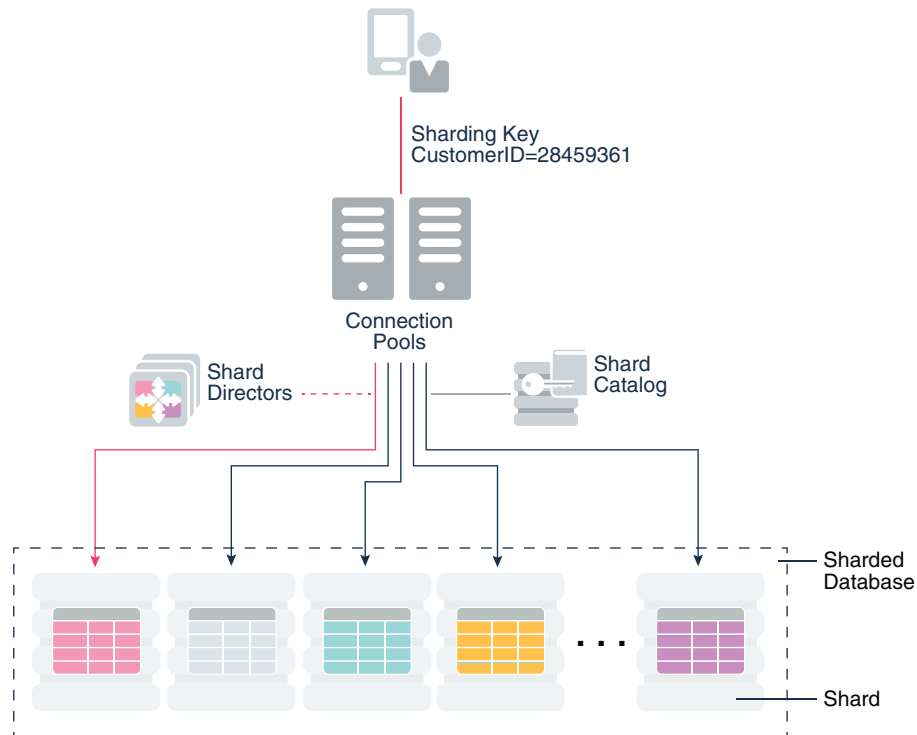 Sharding Key
CustomerID=28459361
Connection
Pools
Shard
Directors
Shard
Catalog
Sharded
Database
. . .
Shard